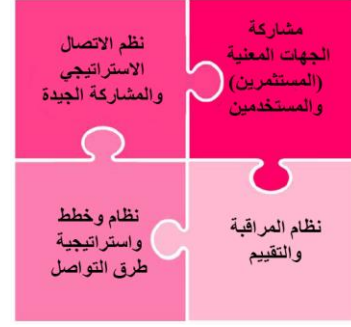 مشاركة
الجهات المعنية
(المستثمرين)
والمستخدمين
نظم الاتصال
الاستراتيجي
والمشاركة الجيدة
نظام المراقبة
والتقييم
نظام وخطط
واستراتيجية
طرق التواصل